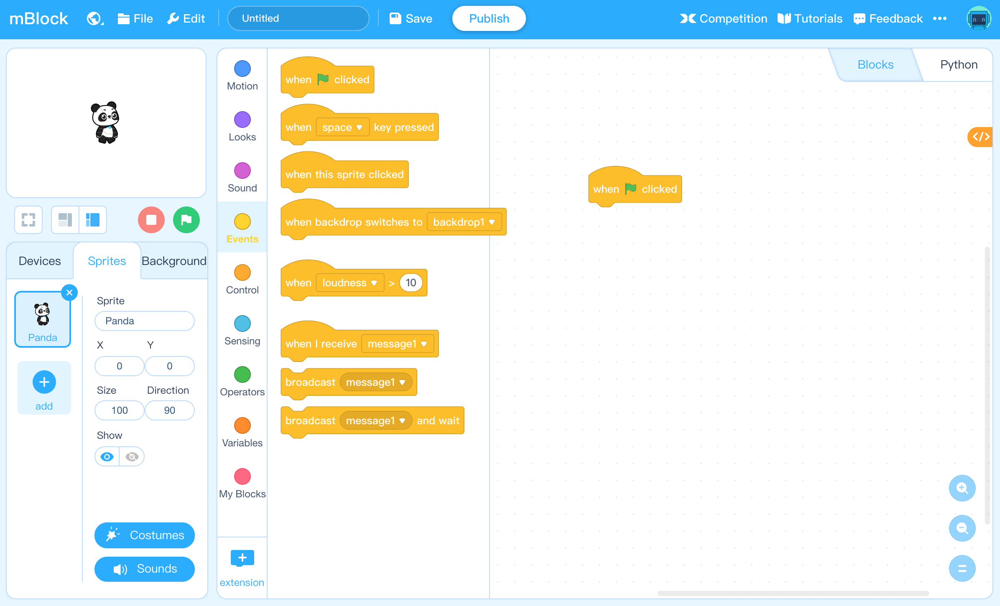 mBlock
File
Edit
Untitled
Save
Publish
Competition
Tutorials
Feedback
Devices
Sprites
Background
Panda
add
Sprite
Panda
X
Y
0
0
Size
Direction
100
90
Show
Costumes
Sounds
Motion
Looks
Sound
Events
Control
Sensing
Operators
Variables
My Blocks
extension
when clicked
when space key pressed
when this sprite clicked
when backdrop switches to backdrop1
when loudness > 10
when I receive message1
broadcast message1
broadcast message1 and wait
Blocks
Python
when clicked